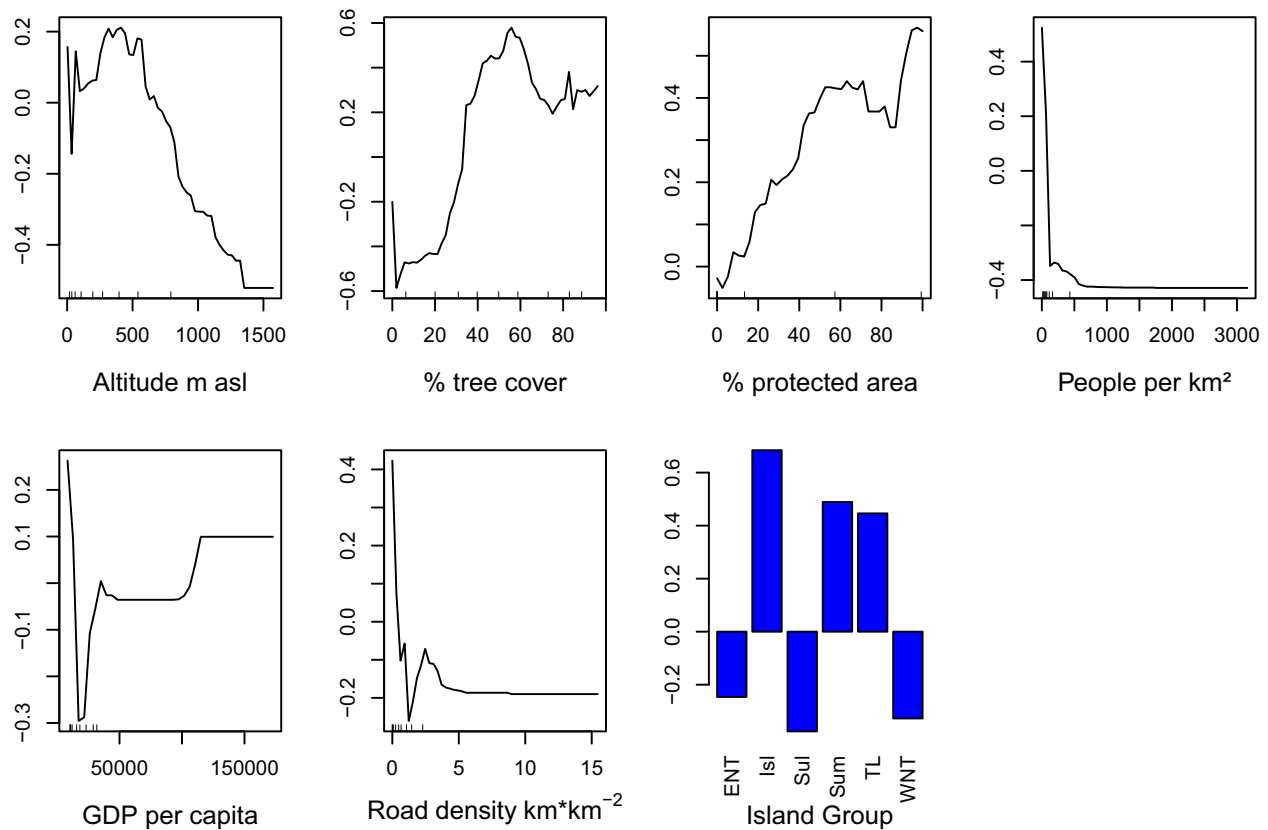 0.2
0.0
−0.2
−0.4
0 500 1000 1500
Altitude m asl
0.6
0.2
−0.2
−0.6
0 20 40 60 80
% tree cover
0.4
0.2
0.0
0 20 40 60 80
% protected area
0.4
0.2
0.0
−0.4
0 1000 2000 3000
People per km²
0.2
0.1
−0.1
−0.3
50000 150000
GDP per capita
0.4
0.2
0.0
−0.2
0 5 10 15
Road density km*km⁻²
0.6
0.4
0.2
0.0
−0.2
ENT Isl Sul Sum TL WNT
Island Group